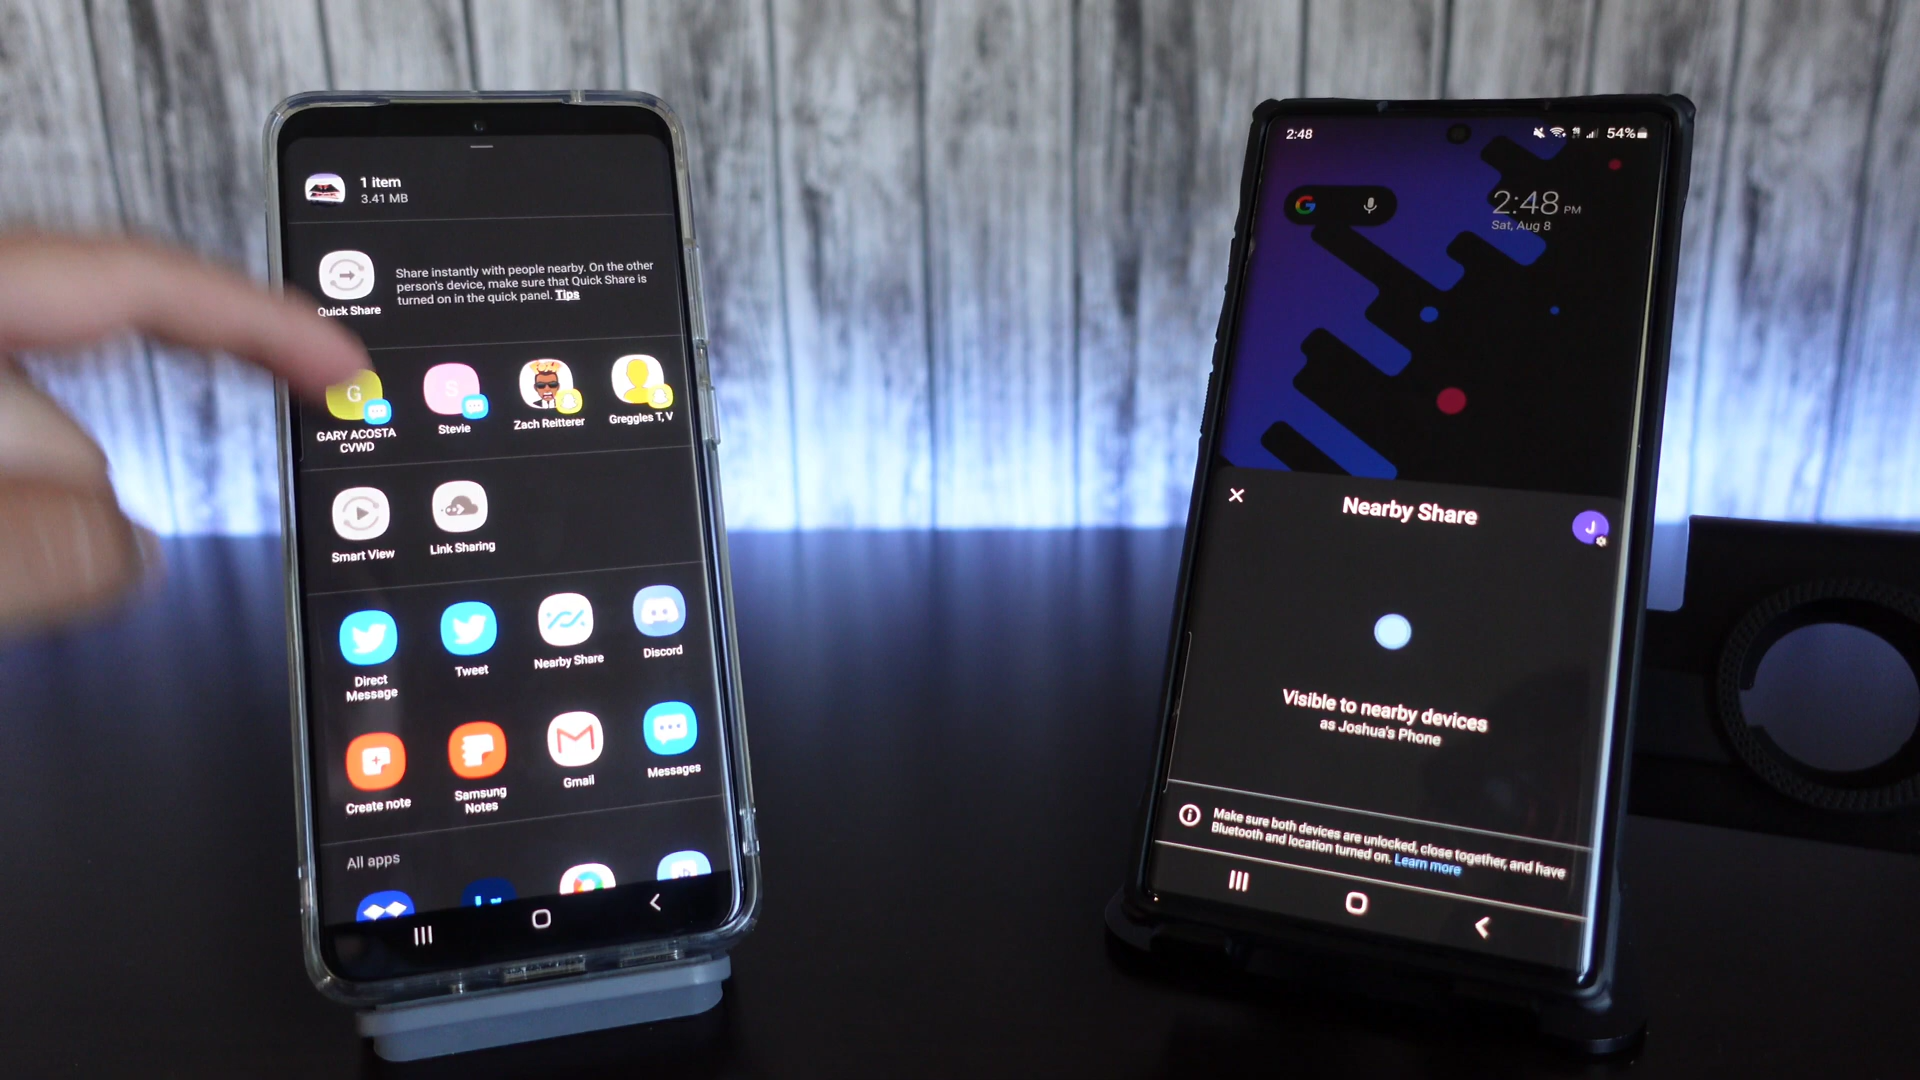 1 item
3.41 MB
Quick Share
Share instantly with people nearby. On the other
person's device, make sure that Quick Share is
turned on in the quick panel. Tips
G
GARY ACOSTA
CVWD
S
Stevie
Zach Reitterer
Greggles T, V
Smart View
Link Sharing
Direct
Message
Tweet
Nearby Share
Discord
Create note
Samsung
Notes
Gmail
Messages
All apps
2:48
54%
G
2:48 PM
Sat, Aug 8
Nearby Share
J
Visible to nearby devices
as Joshua's Phone
Make sure both devices are unlocked, close together, and have
Bluetooth and location turned on. Learn more